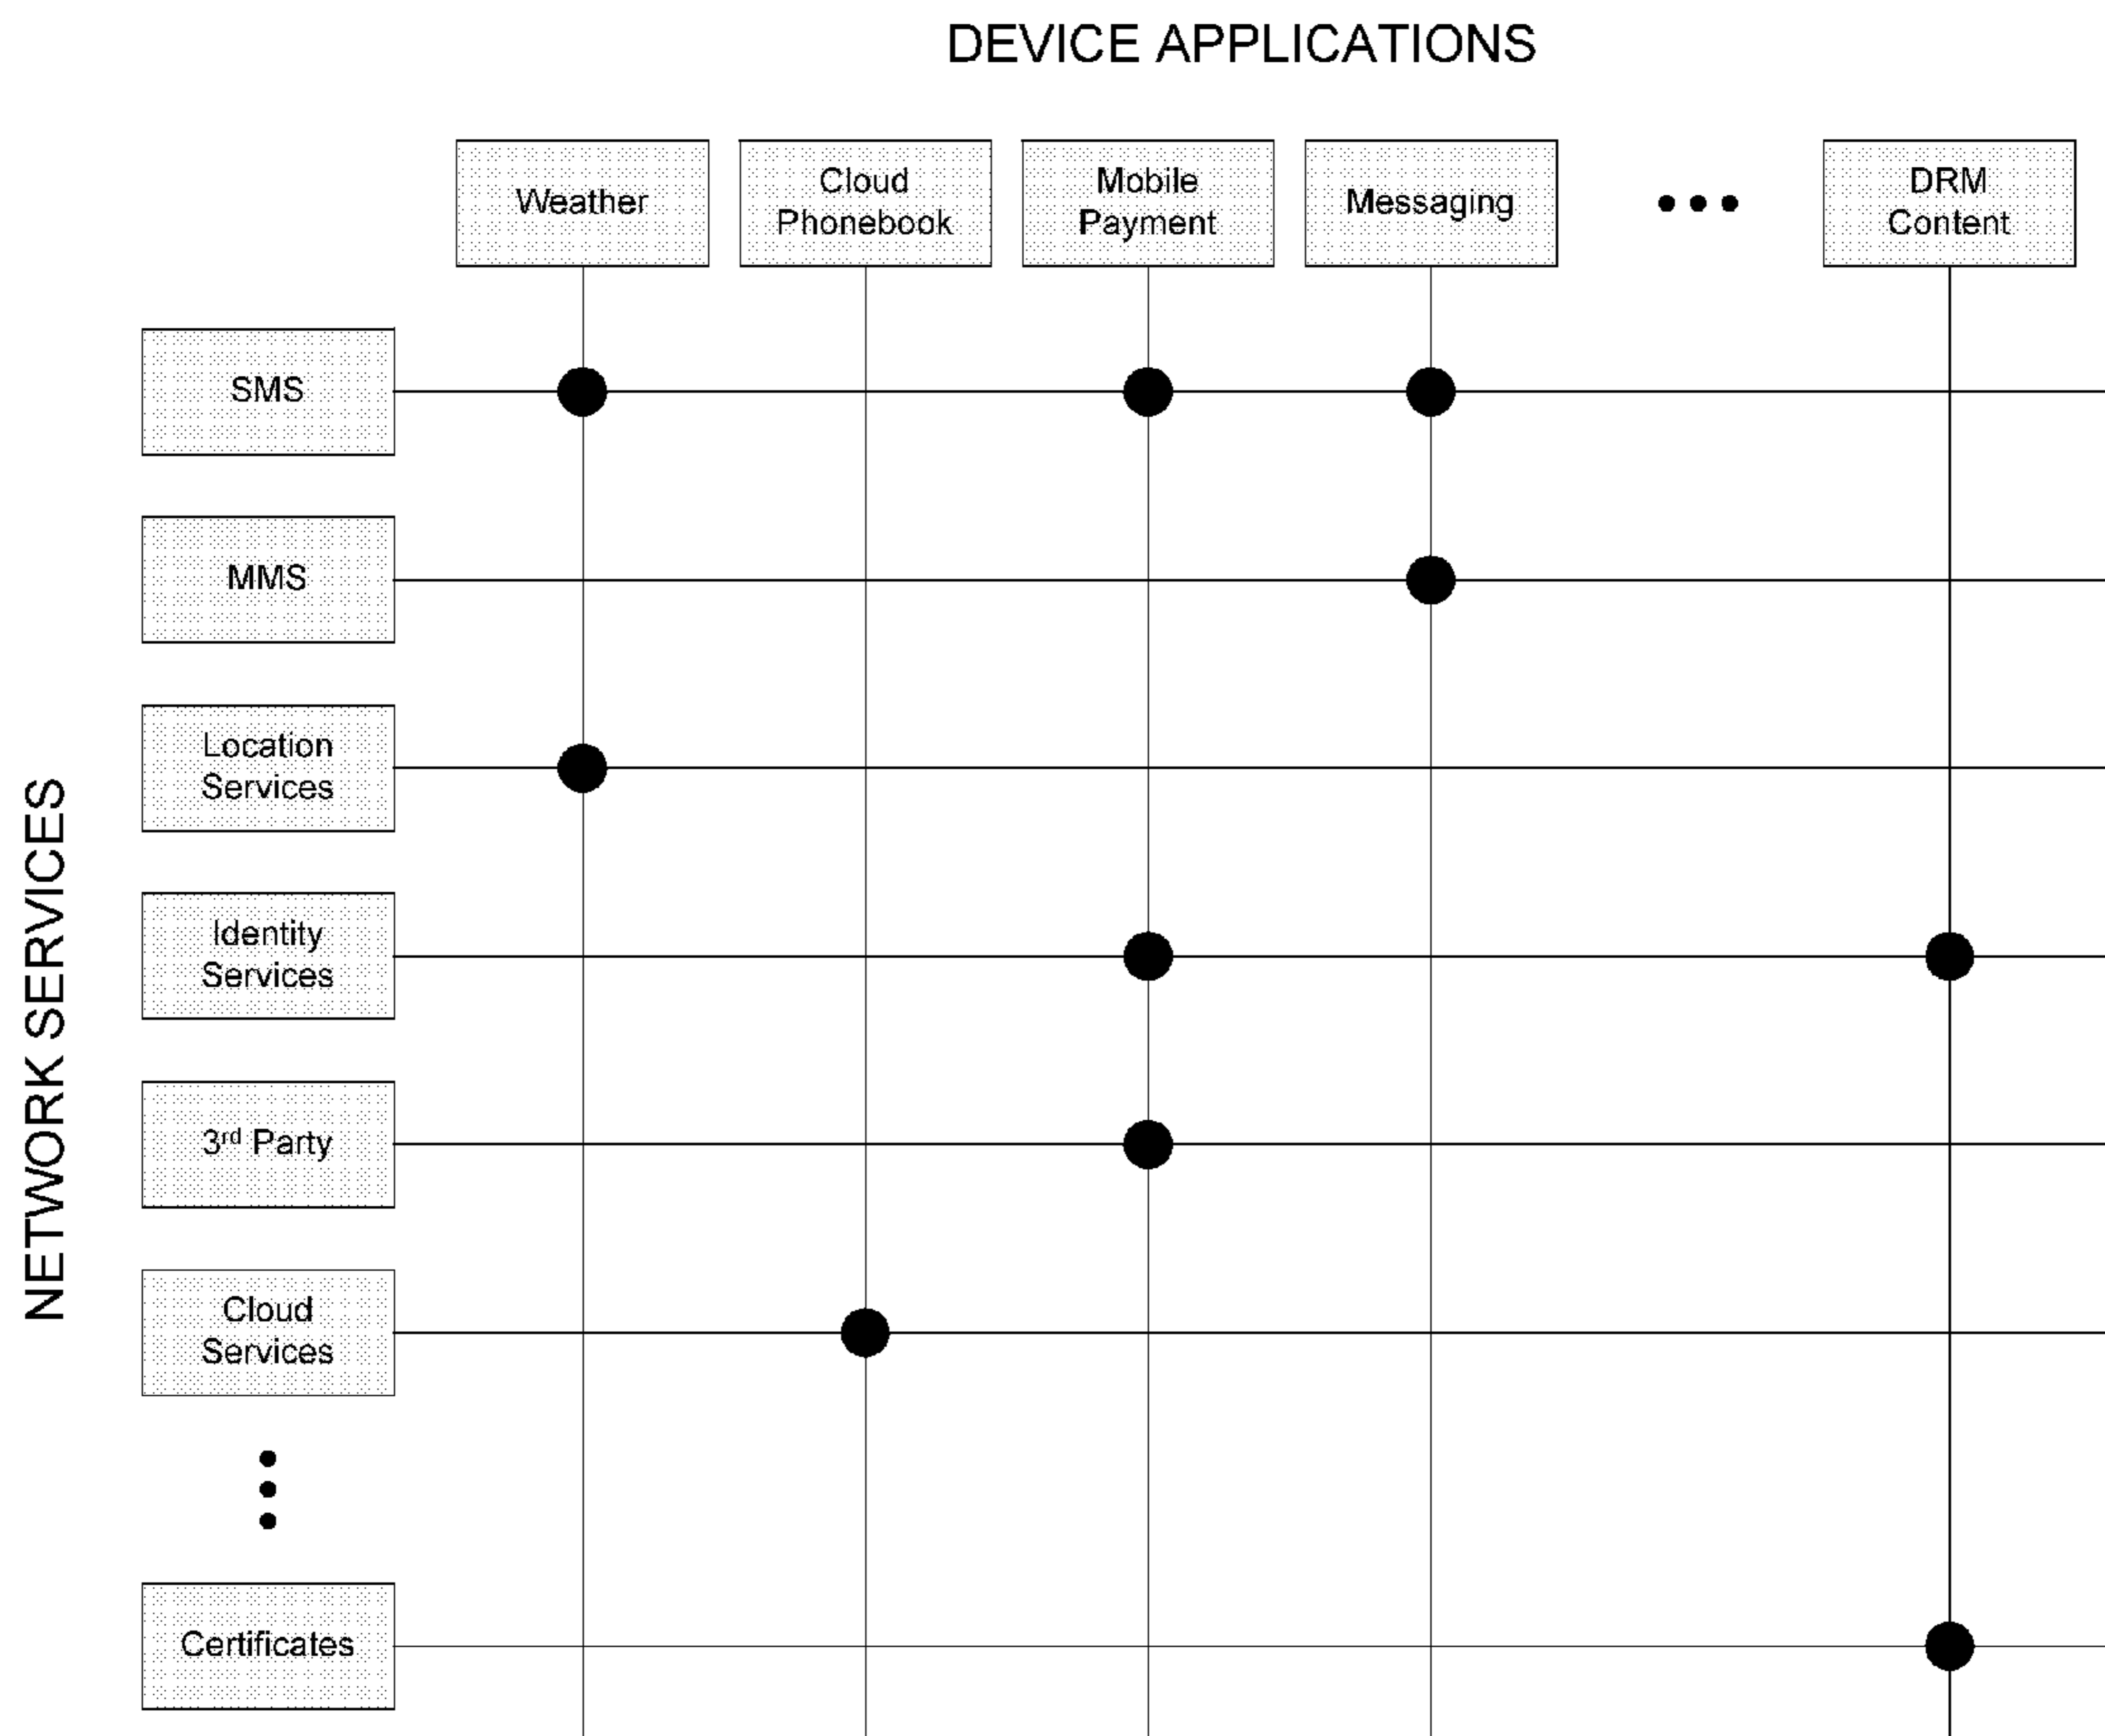 DEVICE APPLICATIONS
Weather
Cloud
Phonebook
Mobile
Payment
Messaging
DRM
Content
NETWORK SERVICES
SMS
MMS
Location
Services
Identity
Services
3rd Party
Cloud
Services
Certificates